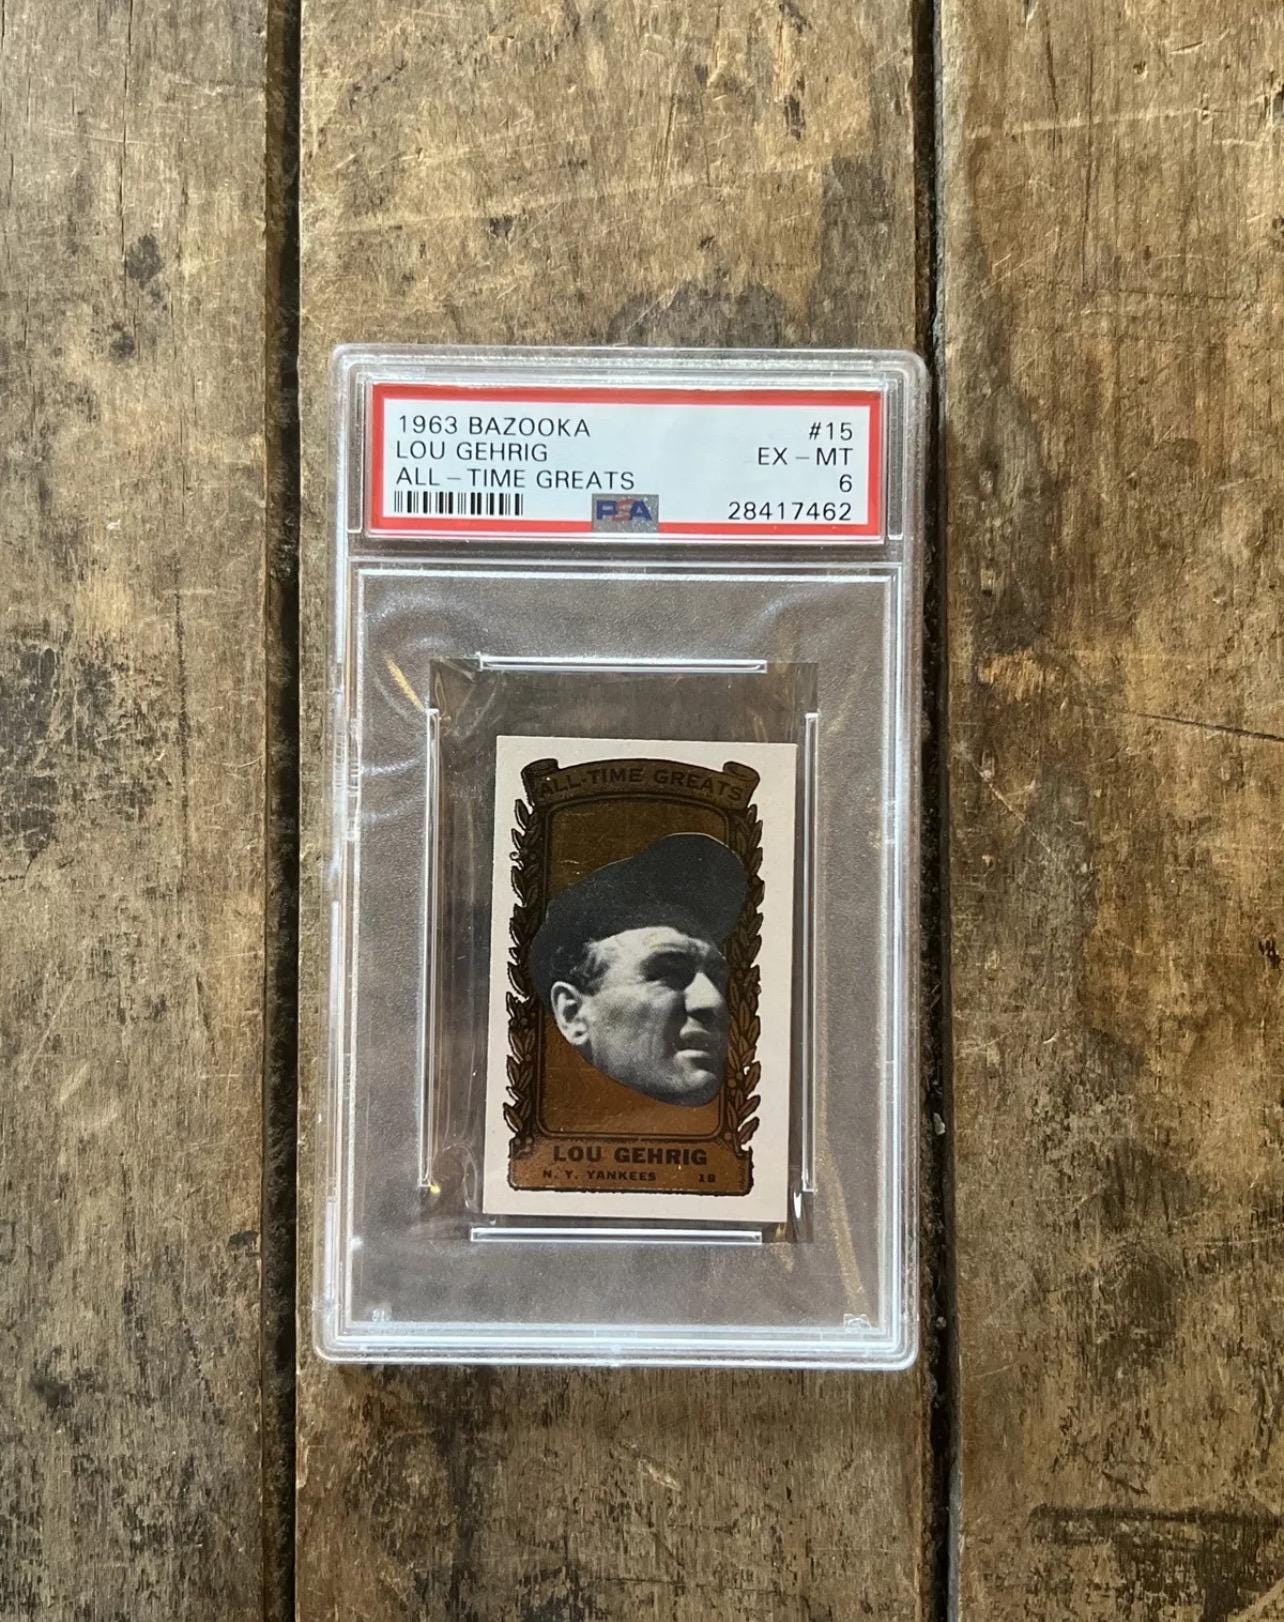 1963 BAZOOKA #15
LOU GEHRIG EX - MT
ALL - TIME GREATS 6
PSA 28417462
ALL-TIME GREATS
LOU GEHRIG
N. Y. YANKEES 18